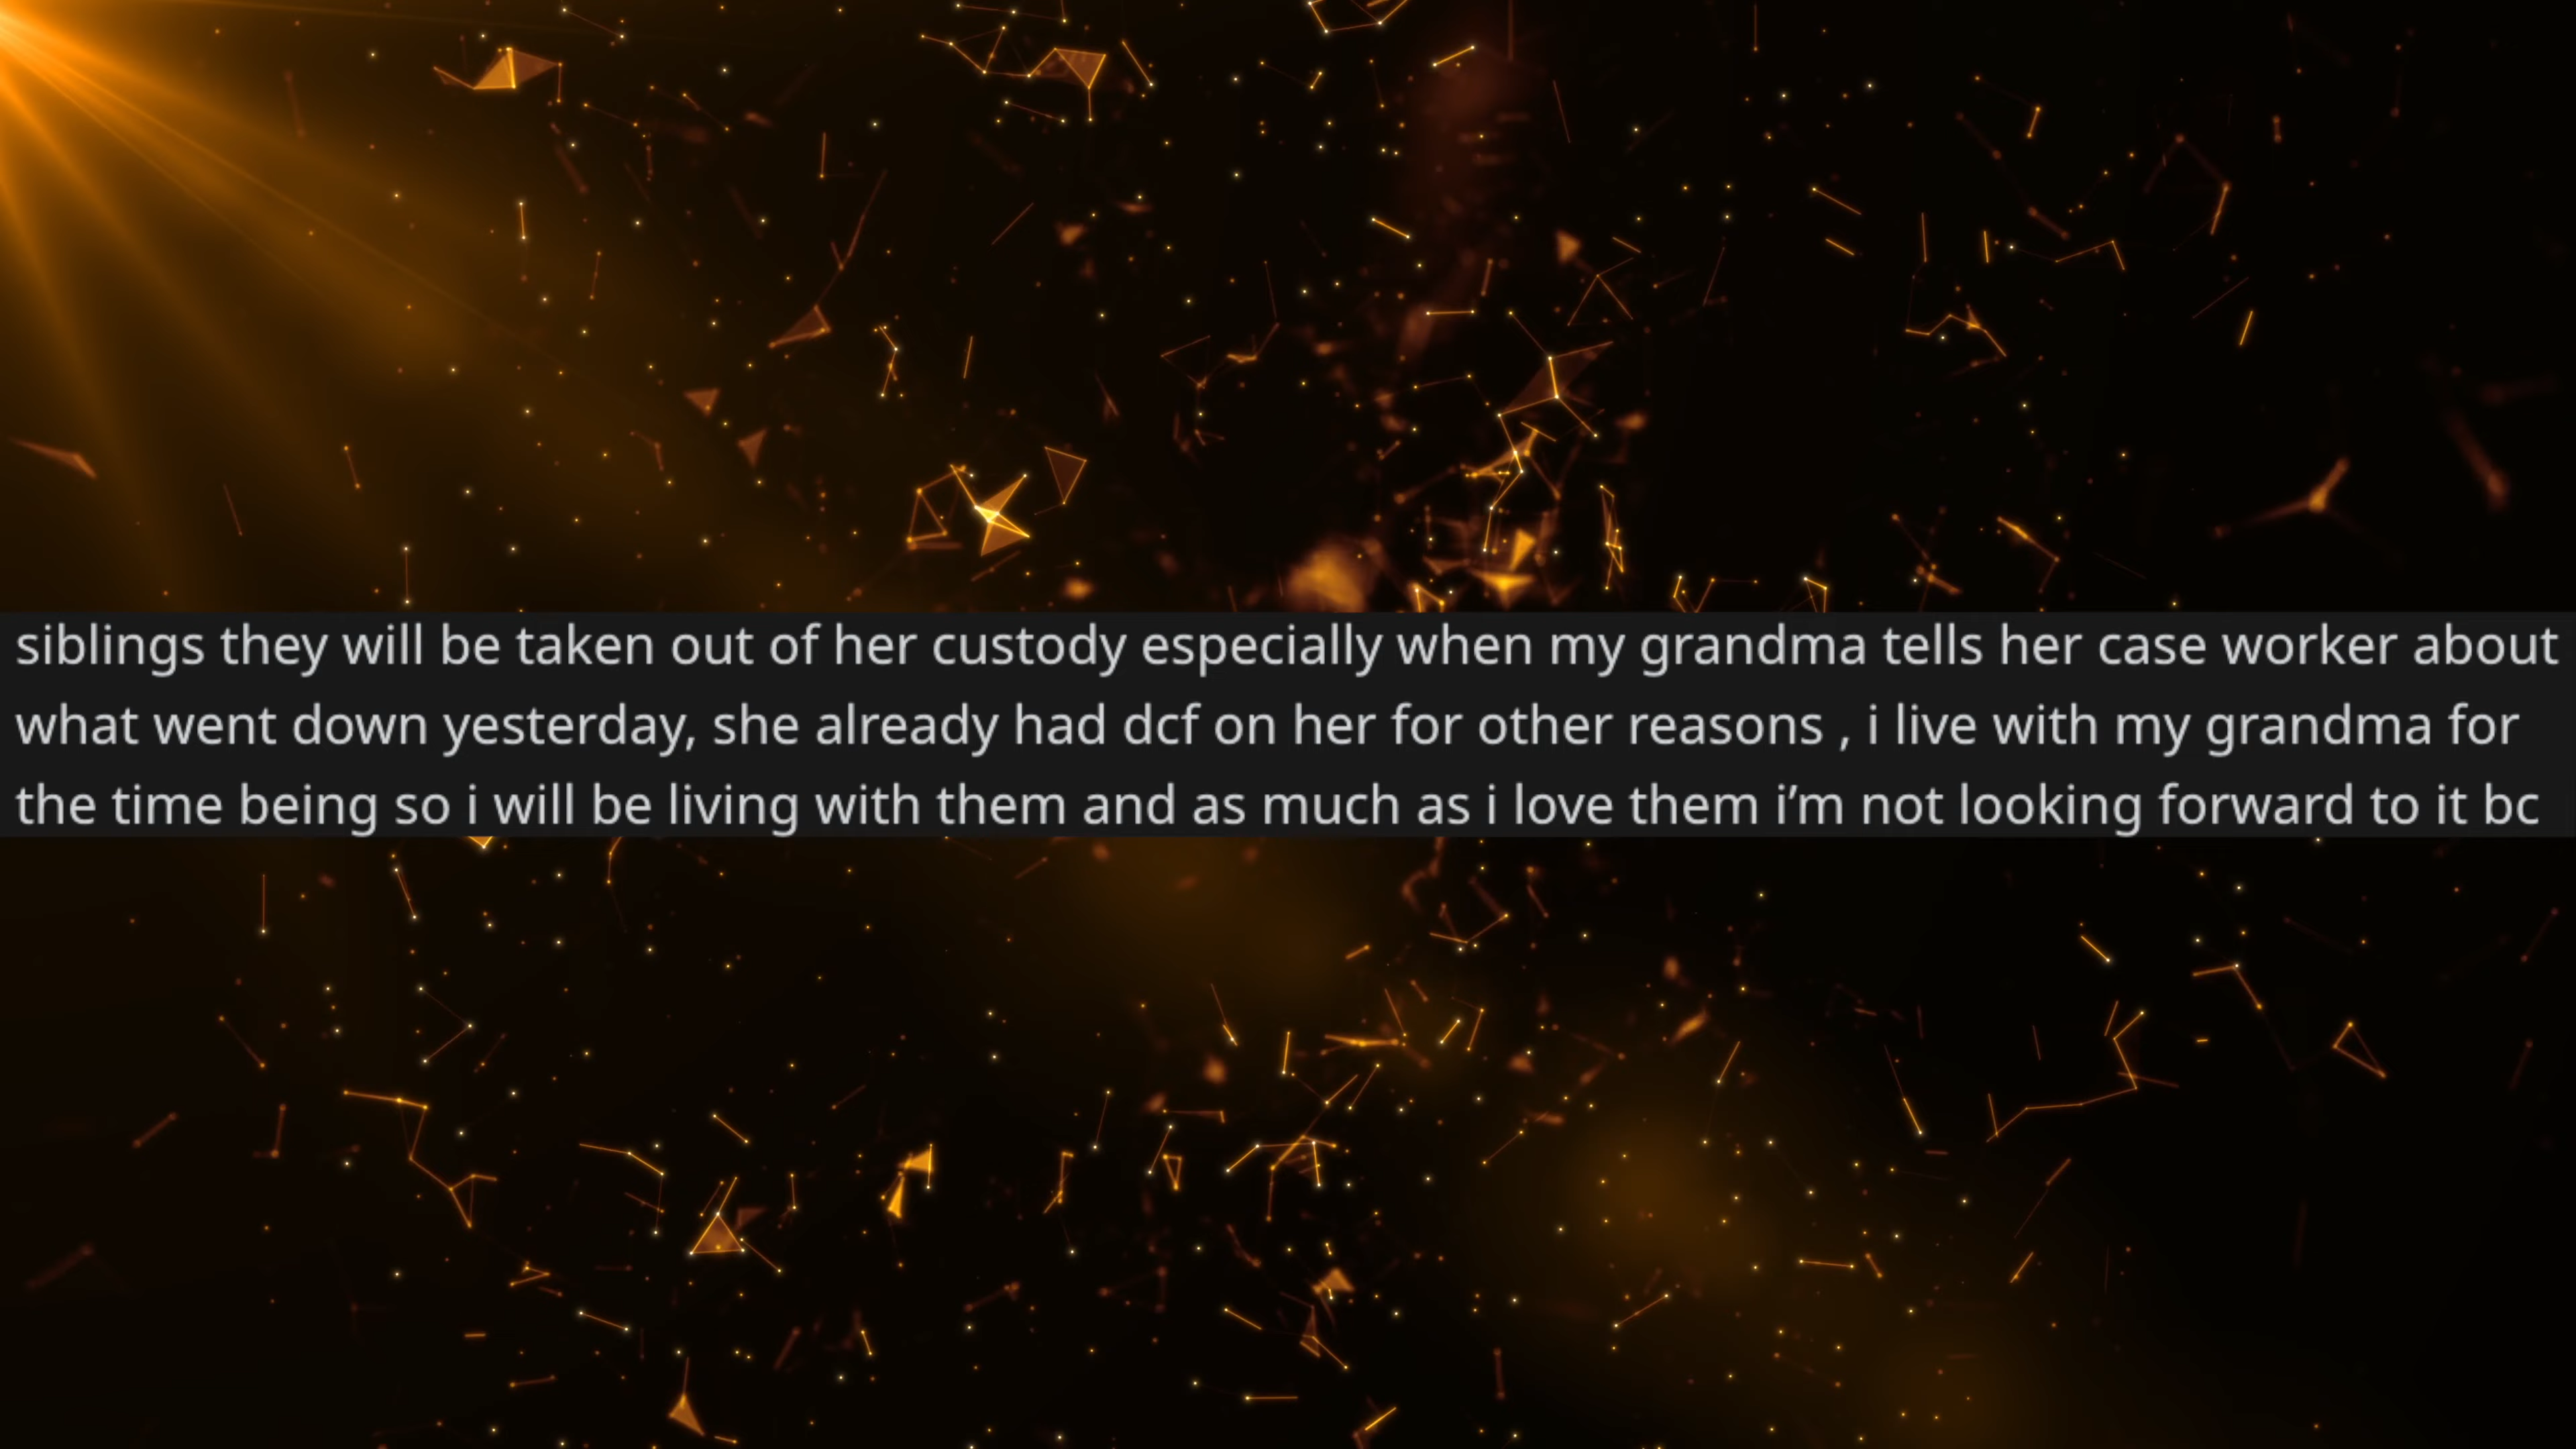 siblings they will be taken out of her custody especially when my grandma tells her case worker about
what went down yesterday, she already had dcf on her for other reasons , i live with my grandma for
the time being so i will be living with them and as much as i love them i’m not looking forward to it bc